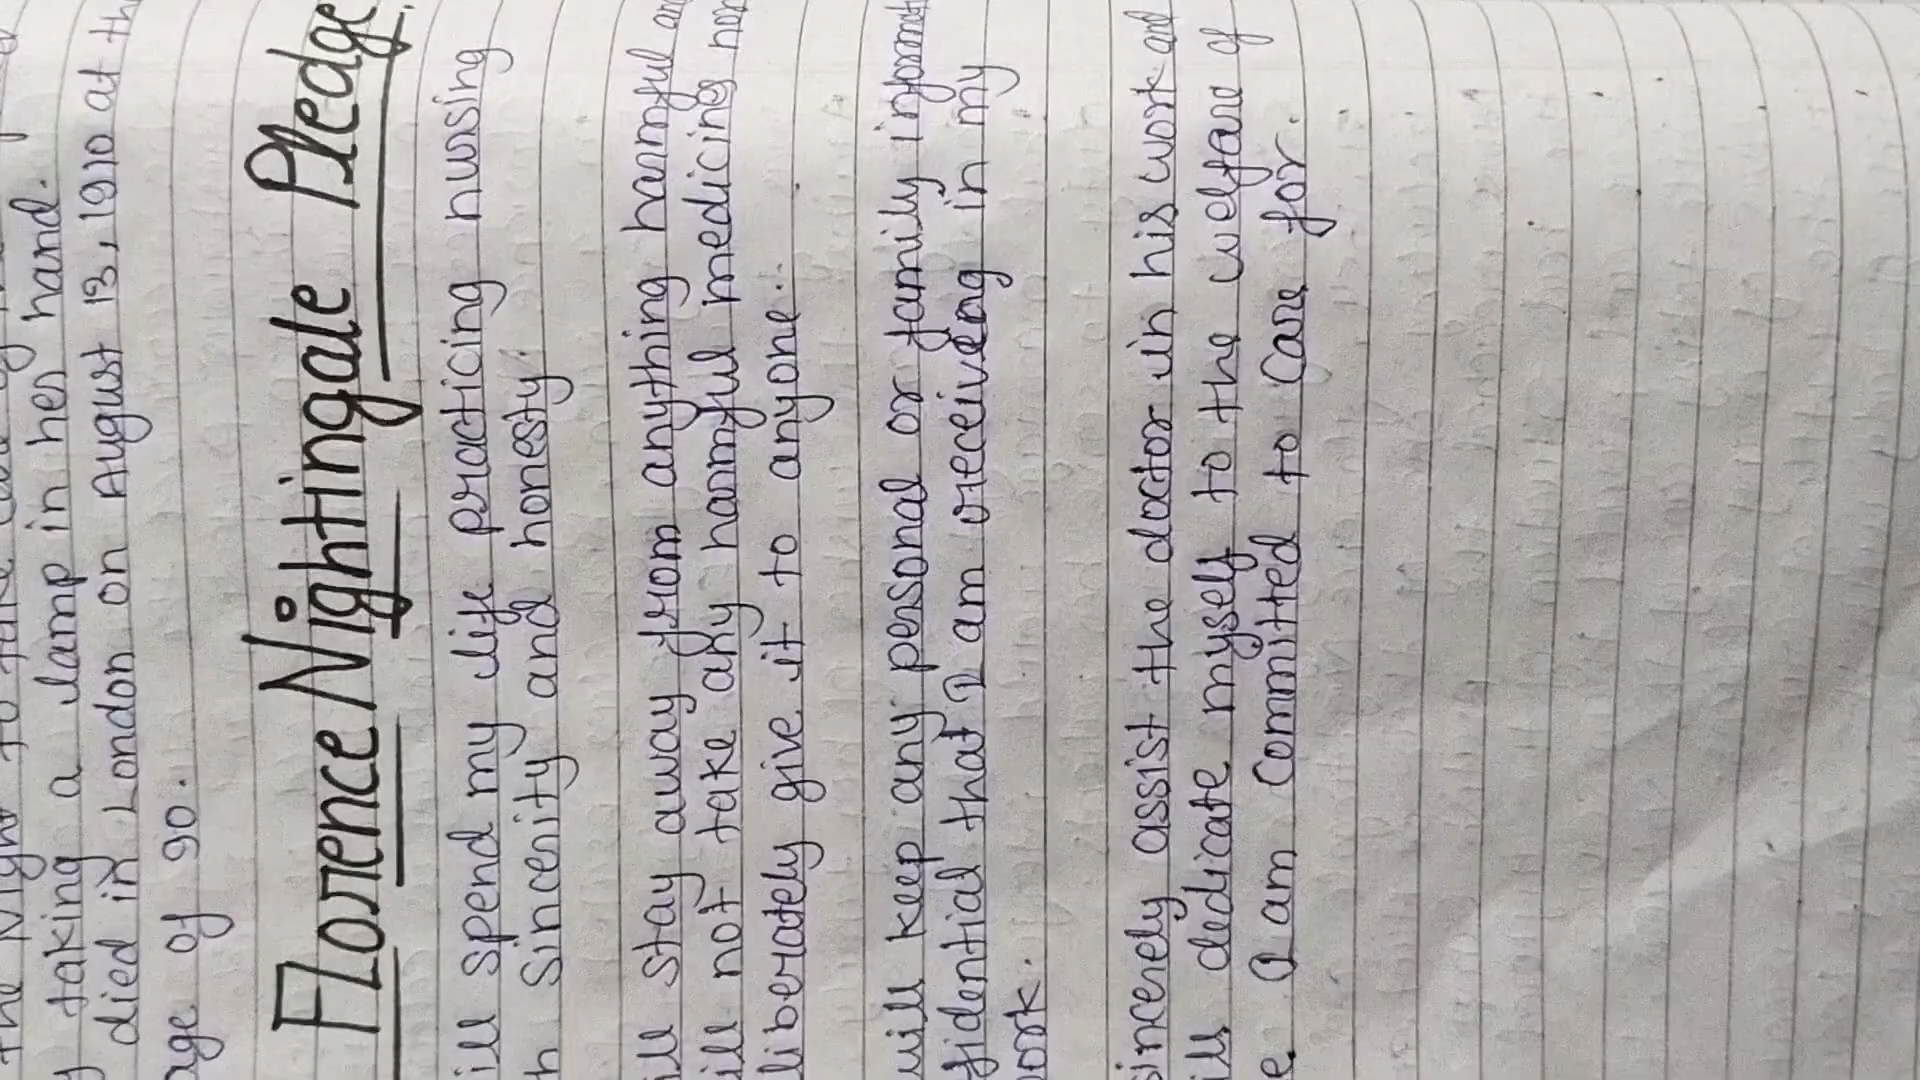 taking a lamp in her hand.
died in London on August 13, 1910 at the
age of 90.
Florence Nightingale Pledge.
ill spend my life practicing nursing
h sincerity and honesty.
ill stay away from anything harmful and
ill not take any harmful medicing nor
liberately give it to anyone.
will keep any personal or family informati
fidential that I am receiveing in my
ork.
sincerely assist the doctor in his work and
ill dedicate myself to the welfare of
e I am Committed to Care for.